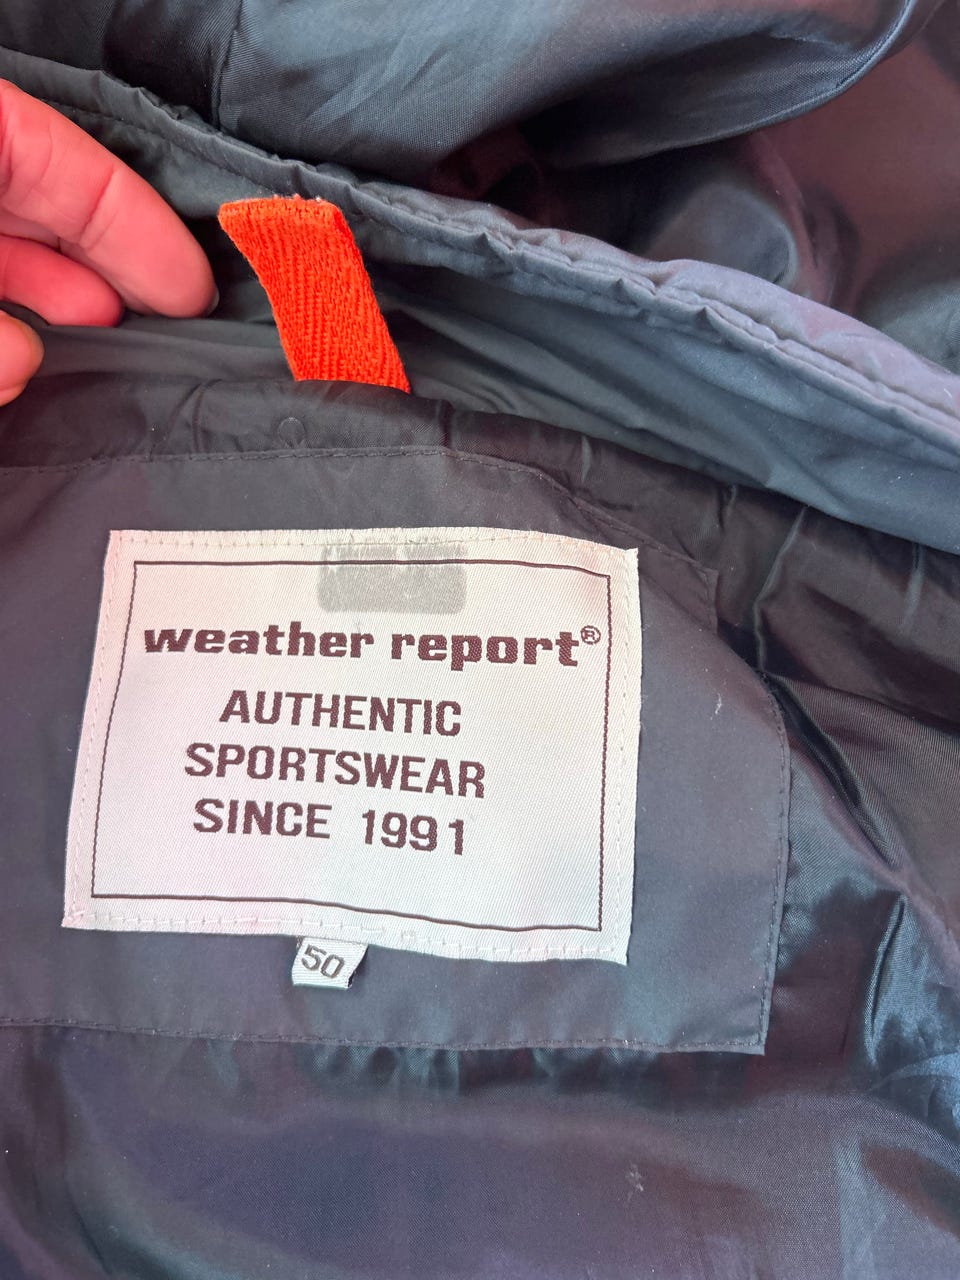 weather report®
AUTHENTIC
SPORTSWEAR
SINCE 1991
50